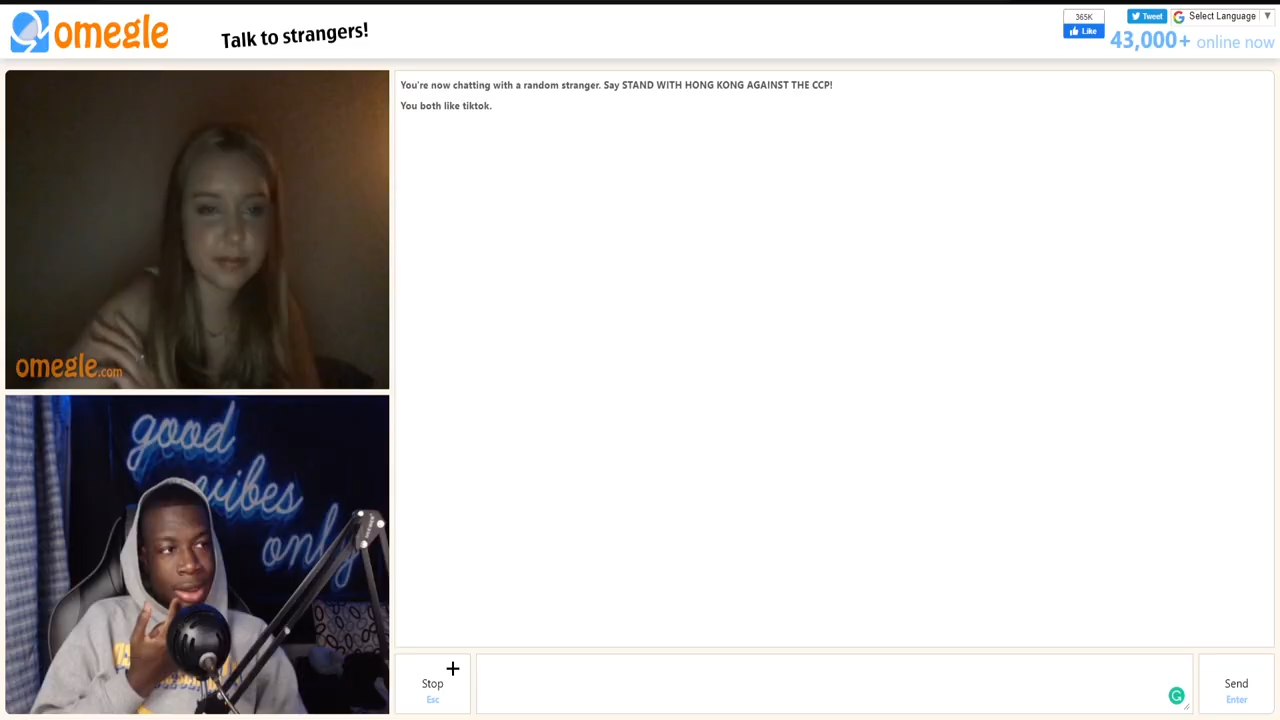 omegle
Talk to strangers!
365K
Like
Tweet
Select Language
43,000+ online now
You're now chatting with a random stranger. Say STAND WITH HONG KONG AGAINST THE CCP!
You both like tiktok.
omegle.com
good
vibes
only
Stop
Esc
Send
Enter